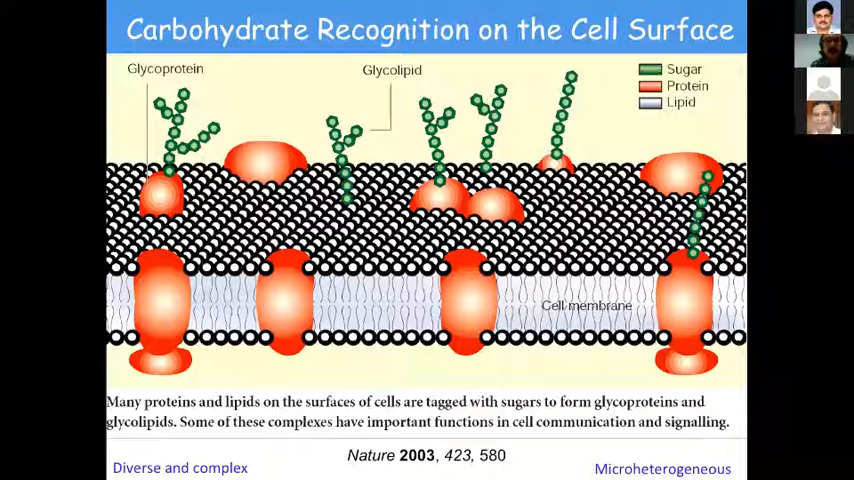 Carbohydrate Recognition on the Cell Surface
Glycoprotein
Glycolipid
Sugar
Protein
Lipid
Cell membrane
Many proteins and lipids on the surfaces of cells are tagged with sugars to form glycoproteins and
glycolipids. Some of these complexes have important functions in cell communication and signalling.
Nature 2003, 423, 580
Diverse and complex
Microheterogeneous